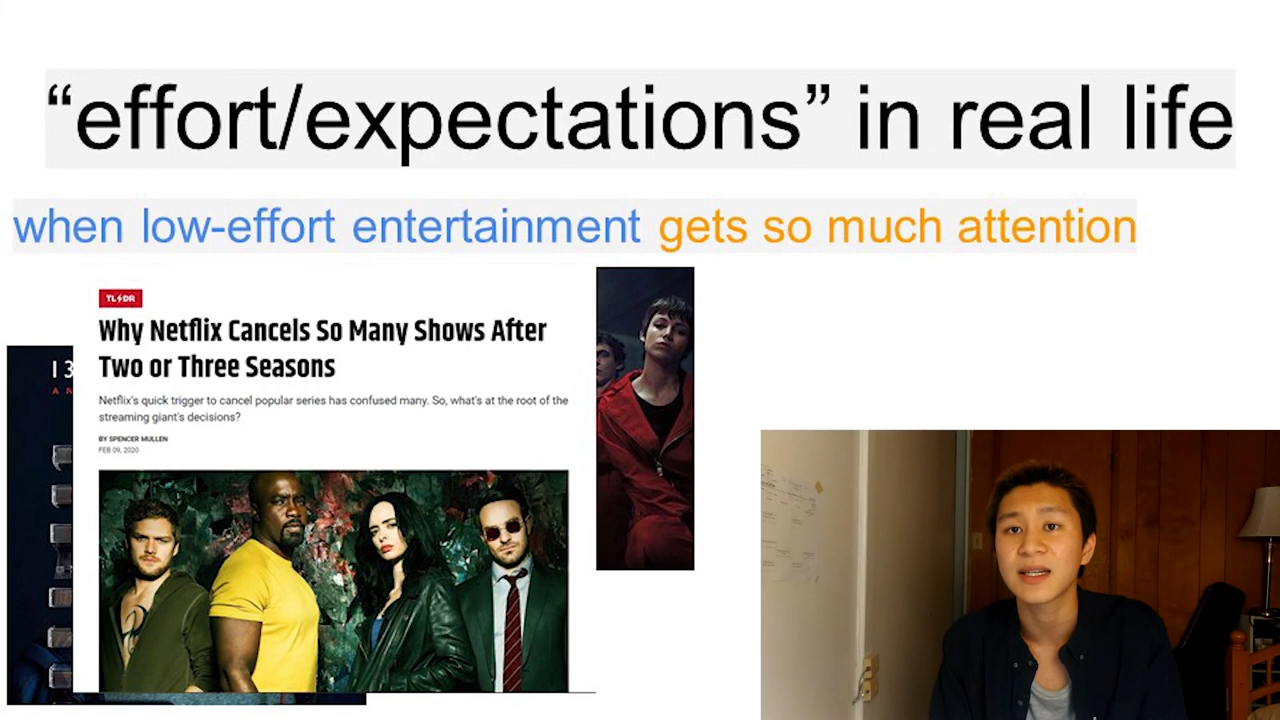 “effort/expectations” in real life
when low-effort entertainment gets so much attention
TL DR
Why Netflix Cancels So Many Shows After
Two or Three Seasons
Netflix's quick trigger to cancel popular series has confused many. So, what's at the root of the
streaming giant's decisions?
BY SPENCER MULLEN
FEB 09, 2020
13
A N